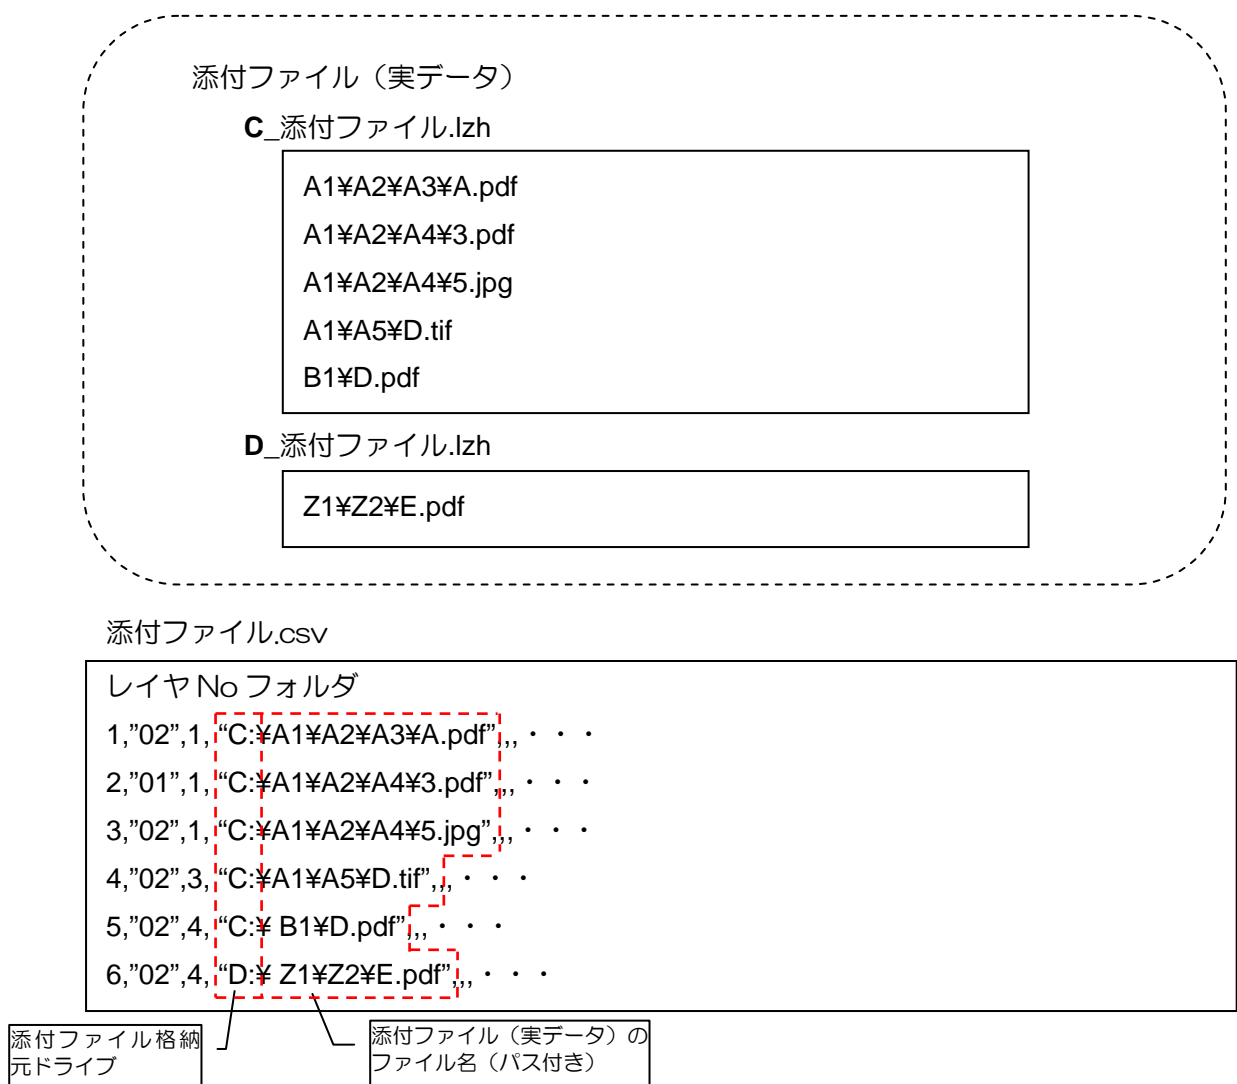 添付ファイル（実データ）
C_添付ファイル.lzh
A1¥A2¥A3¥A.pdf
A1¥A2¥A4¥3.pdf
A1¥A2¥A4¥5.jpg
A1¥A5¥D.tif
B1¥D.pdf
D_添付ファイル.lzh
Z1¥Z2¥E.pdf
添付ファイル.csv
レイヤ No フォルダ
1,”02”,1, “C:¥A1¥A2¥A3¥A.pdf”,,, ・・・
2,”01”,1, “C:¥A1¥A2¥A4¥3.pdf”,,, ・・・
3,”02”,1, “C:¥A1¥A2¥A4¥5.jpg”,,, ・・・
4,”02”,3, “C:¥A1¥A5¥D.tif”,,, ・・・
5,”02”,4, “C:¥ B1¥D.pdf”,,, ・・・
6,”02”,4, “D:¥ Z1¥Z2¥E.pdf”,,, ・・・
添付ファイル格納
元ドライブ
添付ファイル（実データ）の
ファイル名（パス付き）